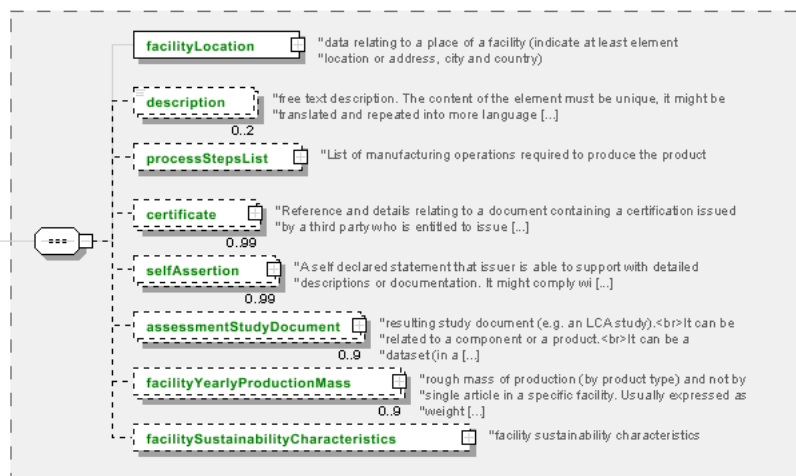 facilityLocation
"data relating to a place of a facility (indicate at least element
"location or address, city and country)
description
"free text description. The content of the element must be unique, it might be
"translated and repeated into more language [...]
0..2
processStepsList
"List of manufacturing operations required to produce the product
certificate
"Reference and details relating to a document containing a certification issued
"by a third party who is entitled to issue [...]
0..99
selfAssertion
"A self declared statement that issuer is able to support with detailed
"descriptions or documentation. It might comply wi [...]
0..99
assessmentStudyDocument
"resulting study document (e.g. an LCA study).<br>It can be
"related to a component or a product.<br>It can be a
"dataset (in a [...]
0..9
facilityYearlyProductionMass
"rough mass of production (by product type) and not by
"single article in a specific facility. Usually expressed as
"weight [...]
0..9
facilitySustainabilityCharacteristics
"facility sustainability characteristics